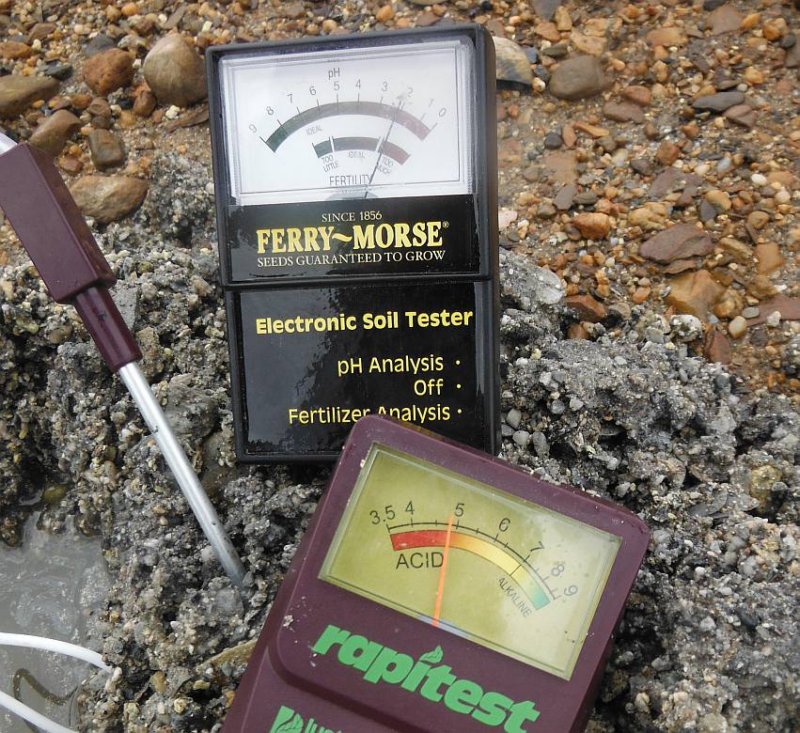 pH
9 8 7 6 5 4 3 2 1 0
IDEAL
TOO LITTLE IDEAL TOO MUCH
FERTILITY
SINCE 1856
FERRY~MORSE®
SEEDS GUARANTEED TO GROW
Electronic Soil Tester
pH Analysis ·
Off ·
Fertilizer Analysis ·
3.5 4 5 6 7 8 9
ACID
ALKALINE
rapitest